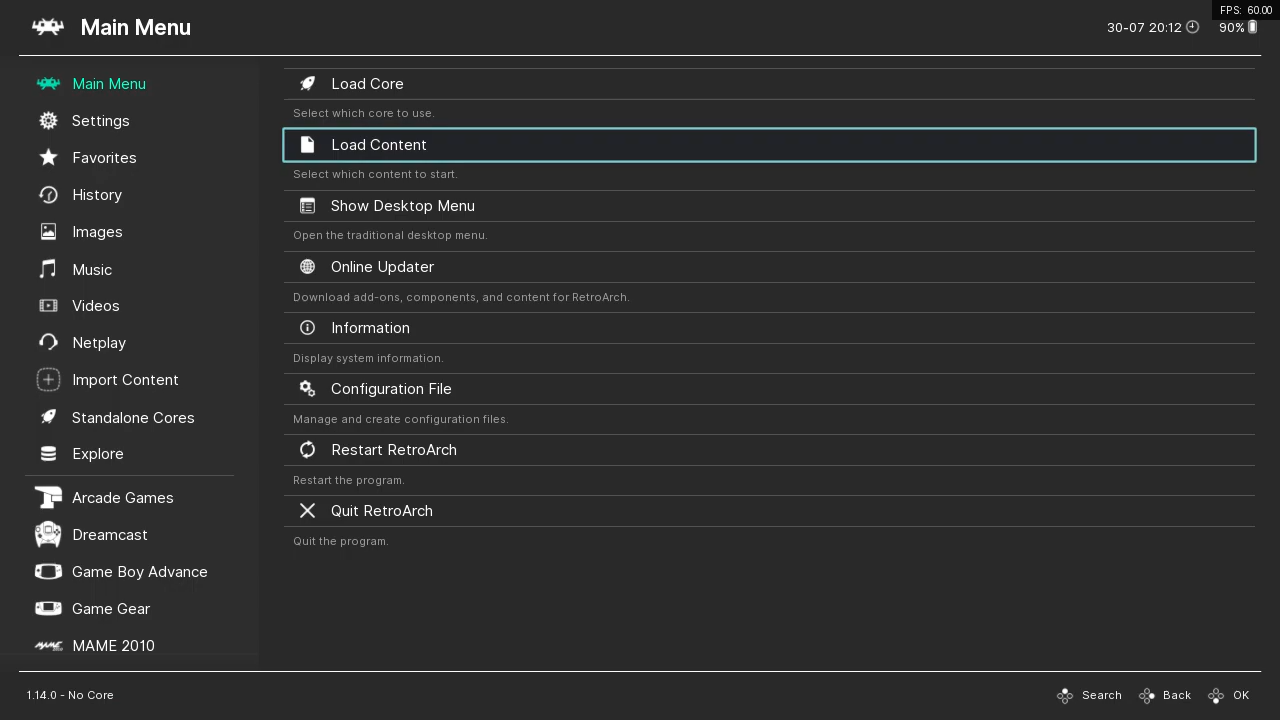 FPS: 60.00
Main Menu
30-07 20:12
90%
Main Menu
Settings
Favorites
History
Images
Music
Videos
Netplay
Import Content
Standalone Cores
Explore
Arcade Games
Dreamcast
Game Boy Advance
Game Gear
MAME 2010
Load Core
Select which core to use.
Load Content
Select which content to start.
Show Desktop Menu
Open the traditional desktop menu.
Online Updater
Download add-ons, components, and content for RetroArch.
Information
Display system information.
Configuration File
Manage and create configuration files.
Restart RetroArch
Restart the program.
Quit RetroArch
Quit the program.
1.14.0 - No Core
Search
Back
OK